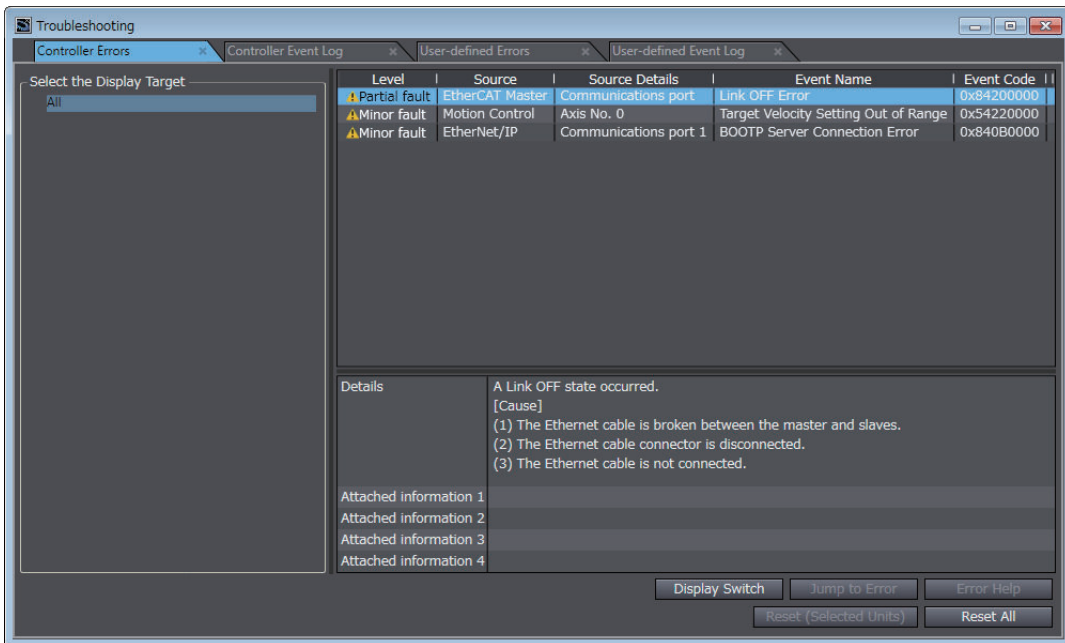 Troubleshooting
Controller Errors
Controller Event Log
User-defined Errors
User-defined Event Log
Select the Display Target
All
Level Source Source Details Event Name Event Code
Partial fault EtherCAT Master Communications port Link OFF Error 0x84200000
Minor fault Motion Control Axis No. 0 Target Velocity Setting Out of Range 0x54220000
Minor fault EtherNet/IP Communications port 1 BOOTP Server Connection Error 0x840B0000
Details
A Link OFF state occurred.
[Cause]
(1) The Ethernet cable is broken between the master and slaves.
(2) The Ethernet cable connector is disconnected.
(3) The Ethernet cable is not connected.
Attached information 1
Attached information 2
Attached information 3
Attached information 4
Display Switch Jump to Error Error Help
Reset (Selected Units) Reset All